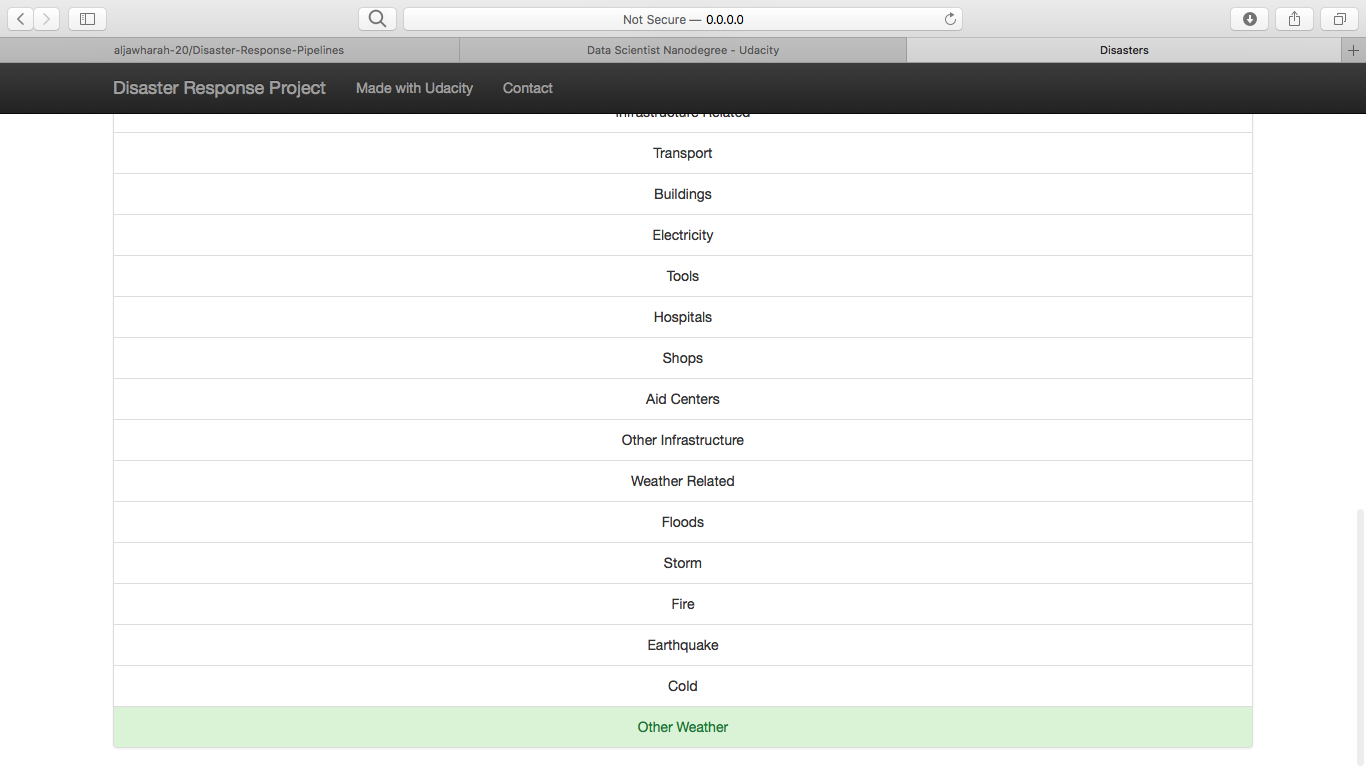 Not Secure — 0.0.0.0
aljawharah-20/Disaster-Response-Pipelines
Data Scientist Nanodegree - Udacity
Disasters
Disaster Response Project
Made with Udacity
Contact
Infrastructure Related
Transport
Buildings
Electricity
Tools
Hospitals
Shops
Aid Centers
Other Infrastructure
Weather Related
Floods
Storm
Fire
Earthquake
Cold
Other Weather